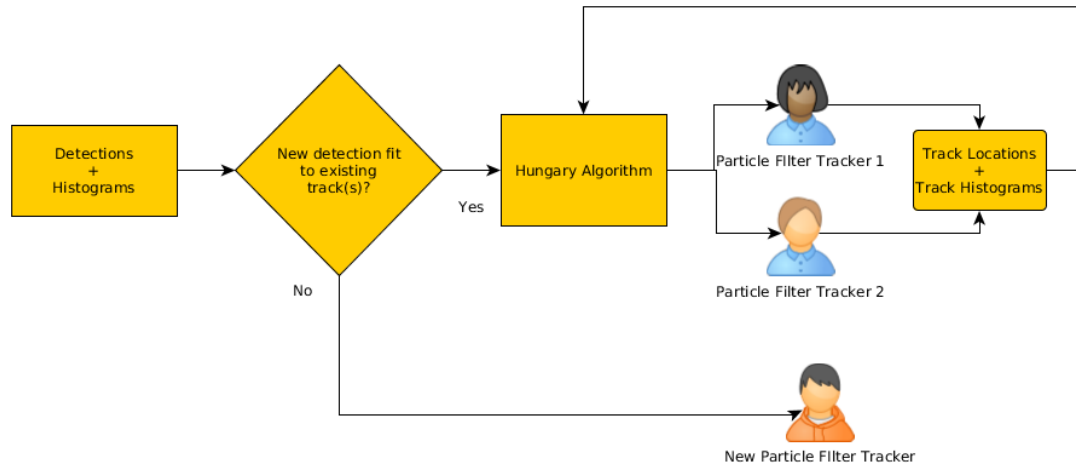 Detections
+
Histograms
New detection fit
to existing
track(s)?
Yes
No
Hungary Algorithm
Particle FIlter Tracker 1
Particle Filter Tracker 2
Track Locations
+
Track Histograms
New Particle FIlter Tracker